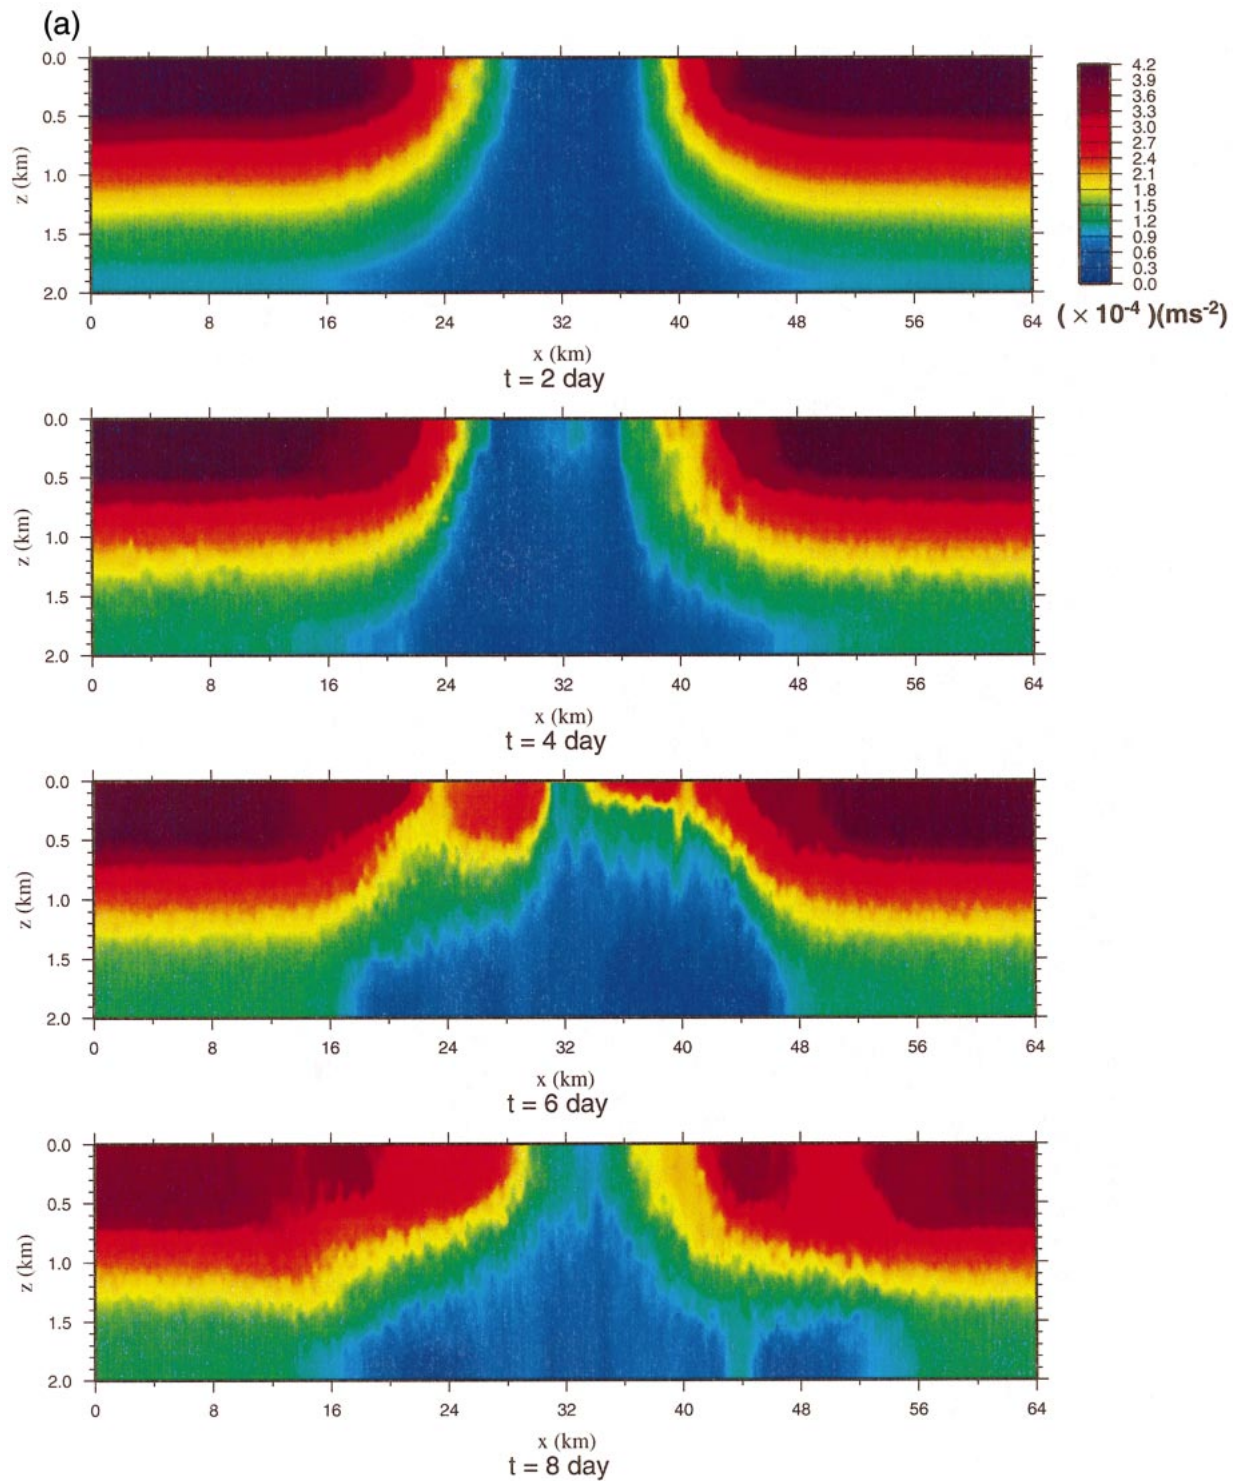 (a)
0.0
0.5
1.0
1.5
2.0
z (km)
0 8 16 24 32 40 48 56 64
x (km)
t = 2 day
4.2
3.9
3.6
3.3
3.0
2.7
2.4
2.1
1.8
1.5
1.2
0.9
0.6
0.3
0.0
( × 10⁻⁴ )(ms⁻²)
0.0
0.5
1.0
1.5
2.0
z (km)
0 8 16 24 32 40 48 56 64
x (km)
t = 4 day
0.0
0.5
1.0
1.5
2.0
z (km)
0 8 16 24 32 40 48 56 64
x (km)
t = 6 day
0.0
0.5
1.0
1.5
2.0
z (km)
0 8 16 24 32 40 48 56 64
x (km)
t = 8 day